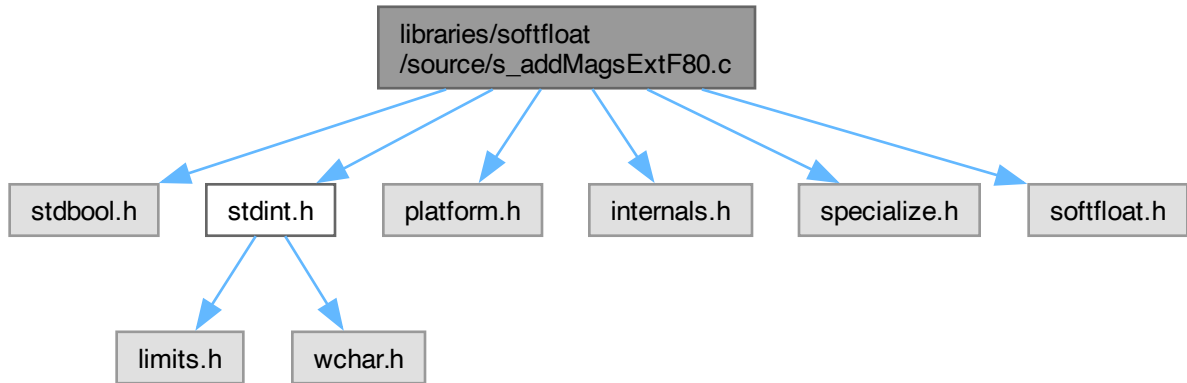 libraries/softfloat
/source/s_addMagsExtF80.c
stdbool.h
stdint.h
platform.h
internals.h
specialize.h
softfloat.h
limits.h
wchar.h